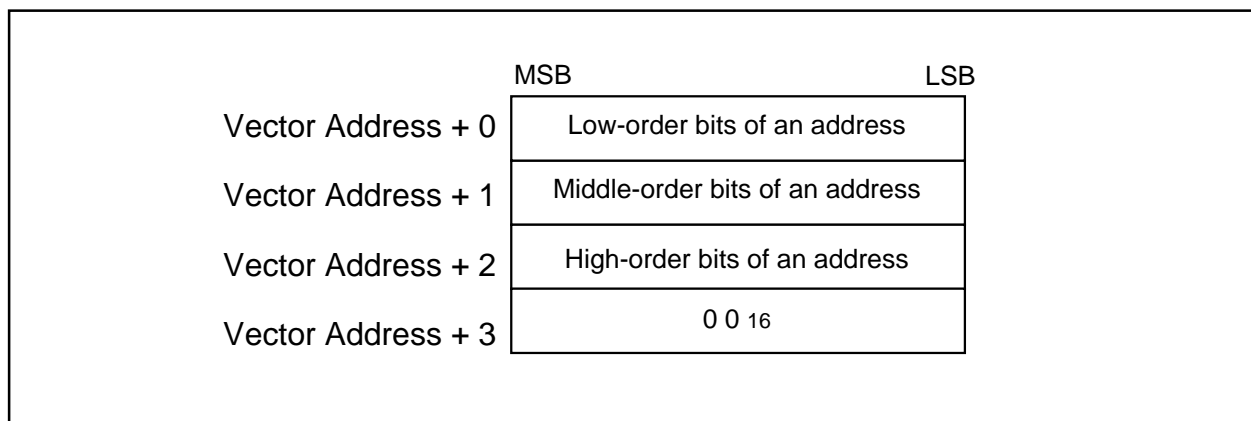 MSB LSB
Vector Address + 0 Low-order bits of an address
Vector Address + 1 Middle-order bits of an address
Vector Address + 2 High-order bits of an address
Vector Address + 3 0 0 16